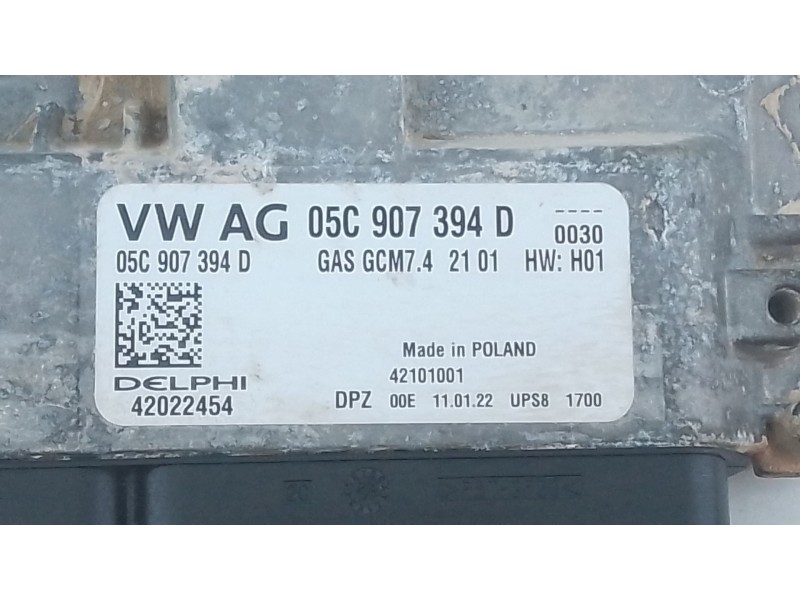 VW AG 05C 907 394 D ----
0030
05C 907 394 D GAS GCM7.4 21 01 HW: H01
Made in POLAND
DELPHI 42101001
42022454 DPZ 00E 11.01.22 UPS8 1700